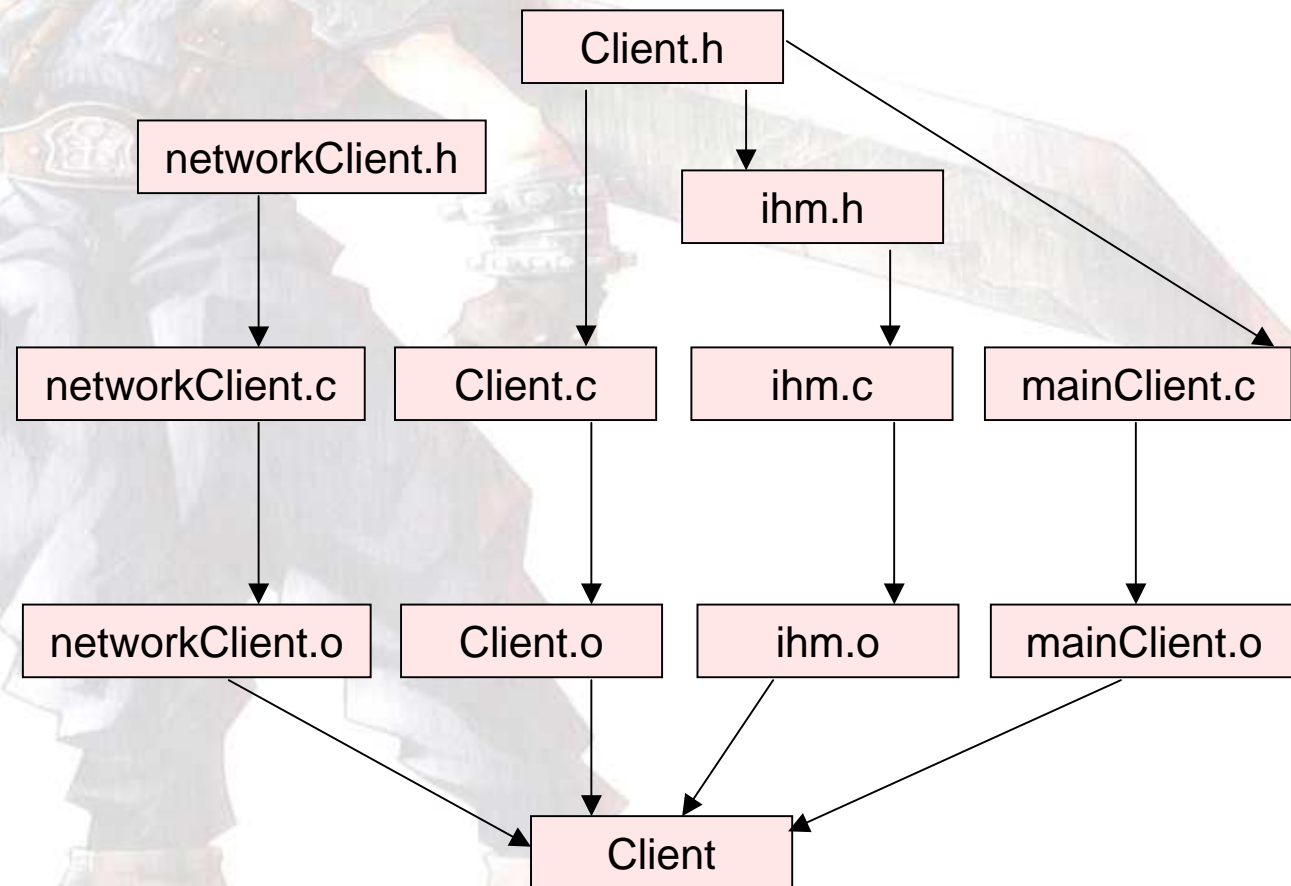 Client.h
networkClient.h
ihm.h
networkClient.c
Client.c
ihm.c
mainClient.c
networkClient.o
Client.o
ihm.o
mainClient.o
Client